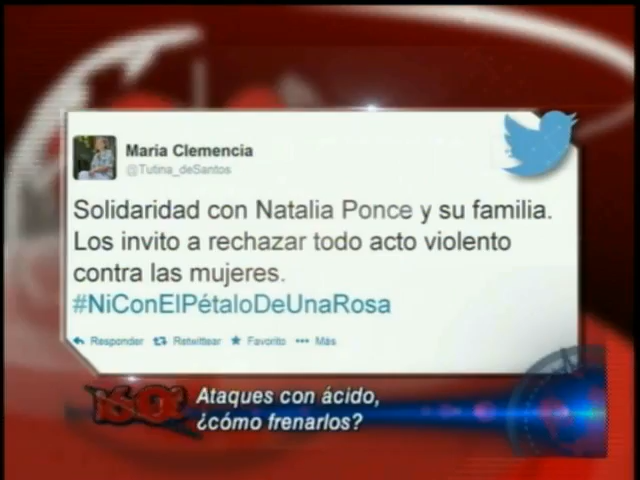 Maria Clemencia
@Tutina_deSantos
Solidaridad con Natalia Ponce y su familia.
Los invito a rechazar todo acto violento
contra las mujeres.
#NiConElPétaloDeUnaRosa
Responder Retwittear Favorito Más
Ataques con ácido,
¿cómo frenarlos?